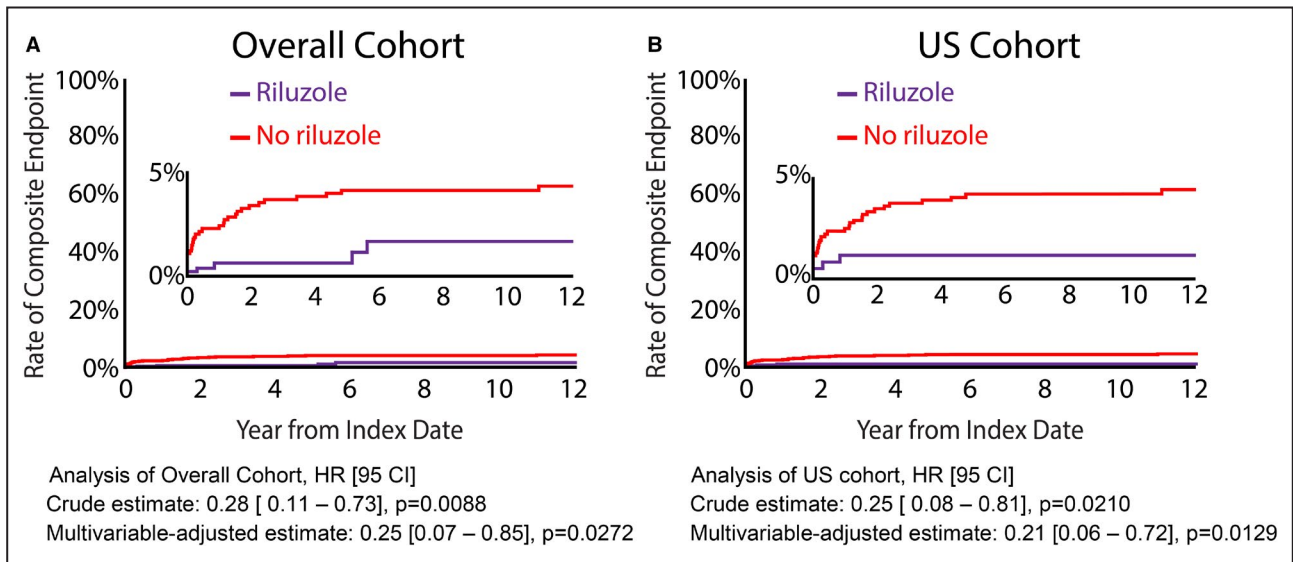 A
Overall Cohort
Rate of Composite Endpoint
100%
80%
60%
40%
20%
0%
Riluzole
No riluzole
5%
0%
0 2 4 6 8 10 12
0 2 4 6 8 10 12
Year from Index Date
Analysis of Overall Cohort, HR [95 CI]
Crude estimate: 0.28 [ 0.11 – 0.73], p=0.0088
Multivariable-adjusted estimate: 0.25 [0.07 – 0.85], p=0.0272
B
US Cohort
Rate of Composite Endpoint
100%
80%
60%
40%
20%
0%
Riluzole
No riluzole
5%
0%
0 2 4 6 8 10 12
0 2 4 6 8 10 12
Year from Index Date
Analysis of US cohort, HR [95 CI]
Crude estimate: 0.25 [ 0.08 – 0.81], p=0.0210
Multivariable-adjusted estimate: 0.21 [0.06 – 0.72], p=0.0129